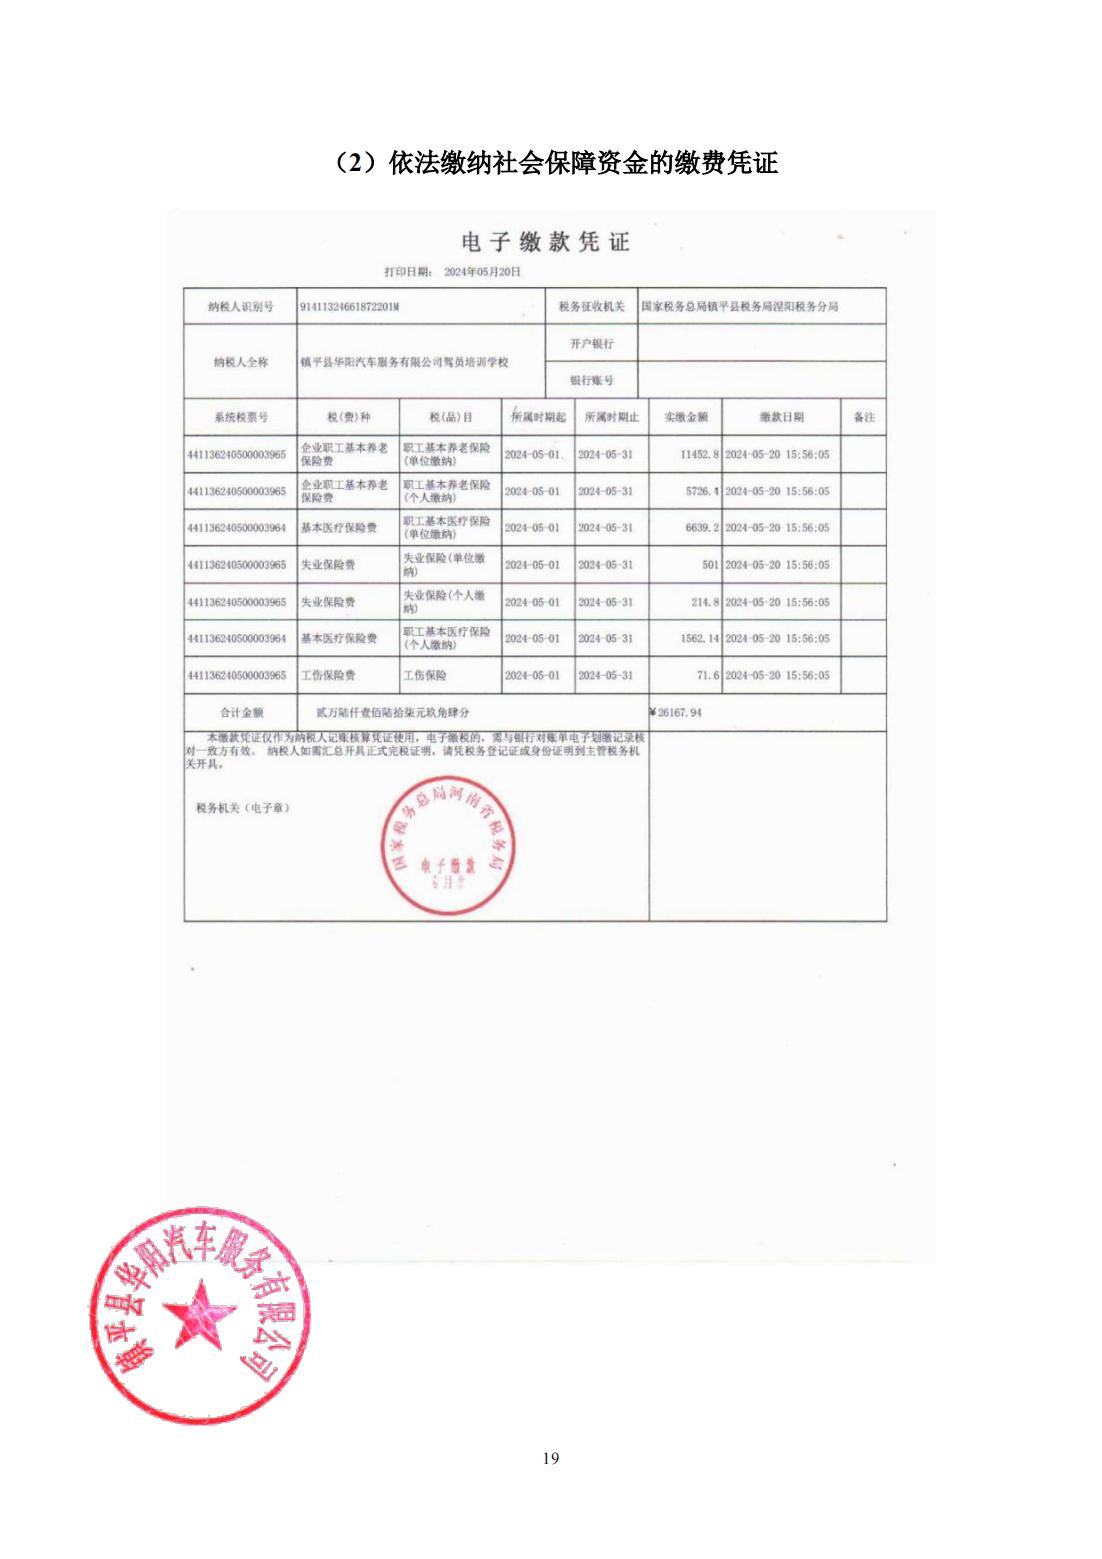 （2）依法缴纳社会保障资金的缴费凭证
电子缴款凭证
打印日期： 2024年05月20日
纳税人识别号 91411324661872201M 税务征收机关 国家税务总局镇平县税务局涅阳税务分局
纳税人全称 镇平县华阳汽车服务有限公司驾员培训学校 开户银行
银行账号
系统税票号 税(费)种 税(品)目 所属时期起 所属时期止 实缴金额 缴款日期 备注
441136240500003965 企业职工基本养老保险费 职工基本养老保险(单位缴纳) 2024-05-01 2024-05-31 11452.8 2024-05-20 15:56:05
441136240500003965 企业职工基本养老保险费 职工基本养老保险(个人缴纳) 2024-05-01 2024-05-31 5726.4 2024-05-20 15:56:05
441136240500003964 基本医疗保险费 职工基本医疗保险(单位缴纳) 2024-05-01 2024-05-31 6639.2 2024-05-20 15:56:05
441136240500003965 失业保险费 失业保险(单位缴纳) 2024-05-01 2024-05-31 501 2024-05-20 15:56:05
441136240500003965 失业保险费 失业保险(个人缴纳) 2024-05-01 2024-05-31 214.8 2024-05-20 15:56:05
441136240500003964 基本医疗保险费 职工基本医疗保险(个人缴纳) 2024-05-01 2024-05-31 1562.14 2024-05-20 15:56:05
441136240500003965 工伤保险费 工伤保险 2024-05-01 2024-05-31 71.6 2024-05-20 15:56:05
合计金额 贰万陆仟壹佰陆拾柒元玖角肆分 ¥26167.94
本缴款凭证仅作为纳税人记账核算凭证使用，电子缴税的，需与银行对账单电子划缴记录核
对一致方有效。 纳税人如需汇总开具正式完税证明，请凭税务登记证或身份证明到主管税务机
关开具。
税务机关（电子章）
国家税务总局河南省税务局
电子缴款
镇平县华阳汽车服务有限公司
19